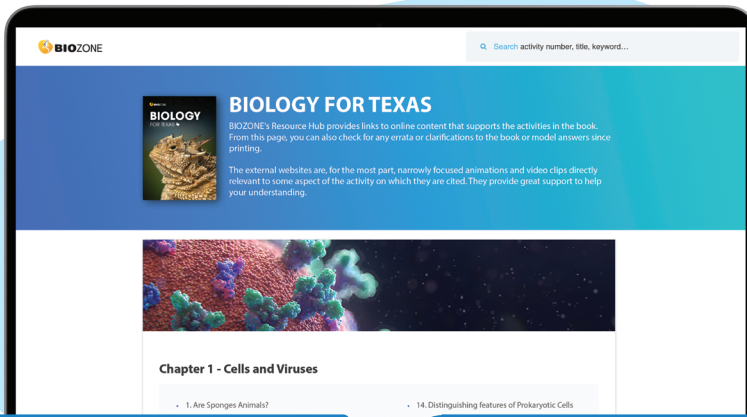 BIOZONE
Search activity number, title, keyword...
BIOZONE
BIOLOGY
FOR TEXAS
BIOLOGY FOR TEXAS
BIOZONE's Resource Hub provides links to online content that supports the activities in the book.
From this page, you can also check for any errata or clarifications to the book or model answers since
printing.
The external websites are, for the most part, narrowly focused animations and video clips directly
relevant to some aspect of the activity on which they are cited. They provide great support to help
your understanding.
Chapter 1 - Cells and Viruses
• 1. Are Sponges Animals?
• 14. Distinguishing features of Prokaryotic Cells